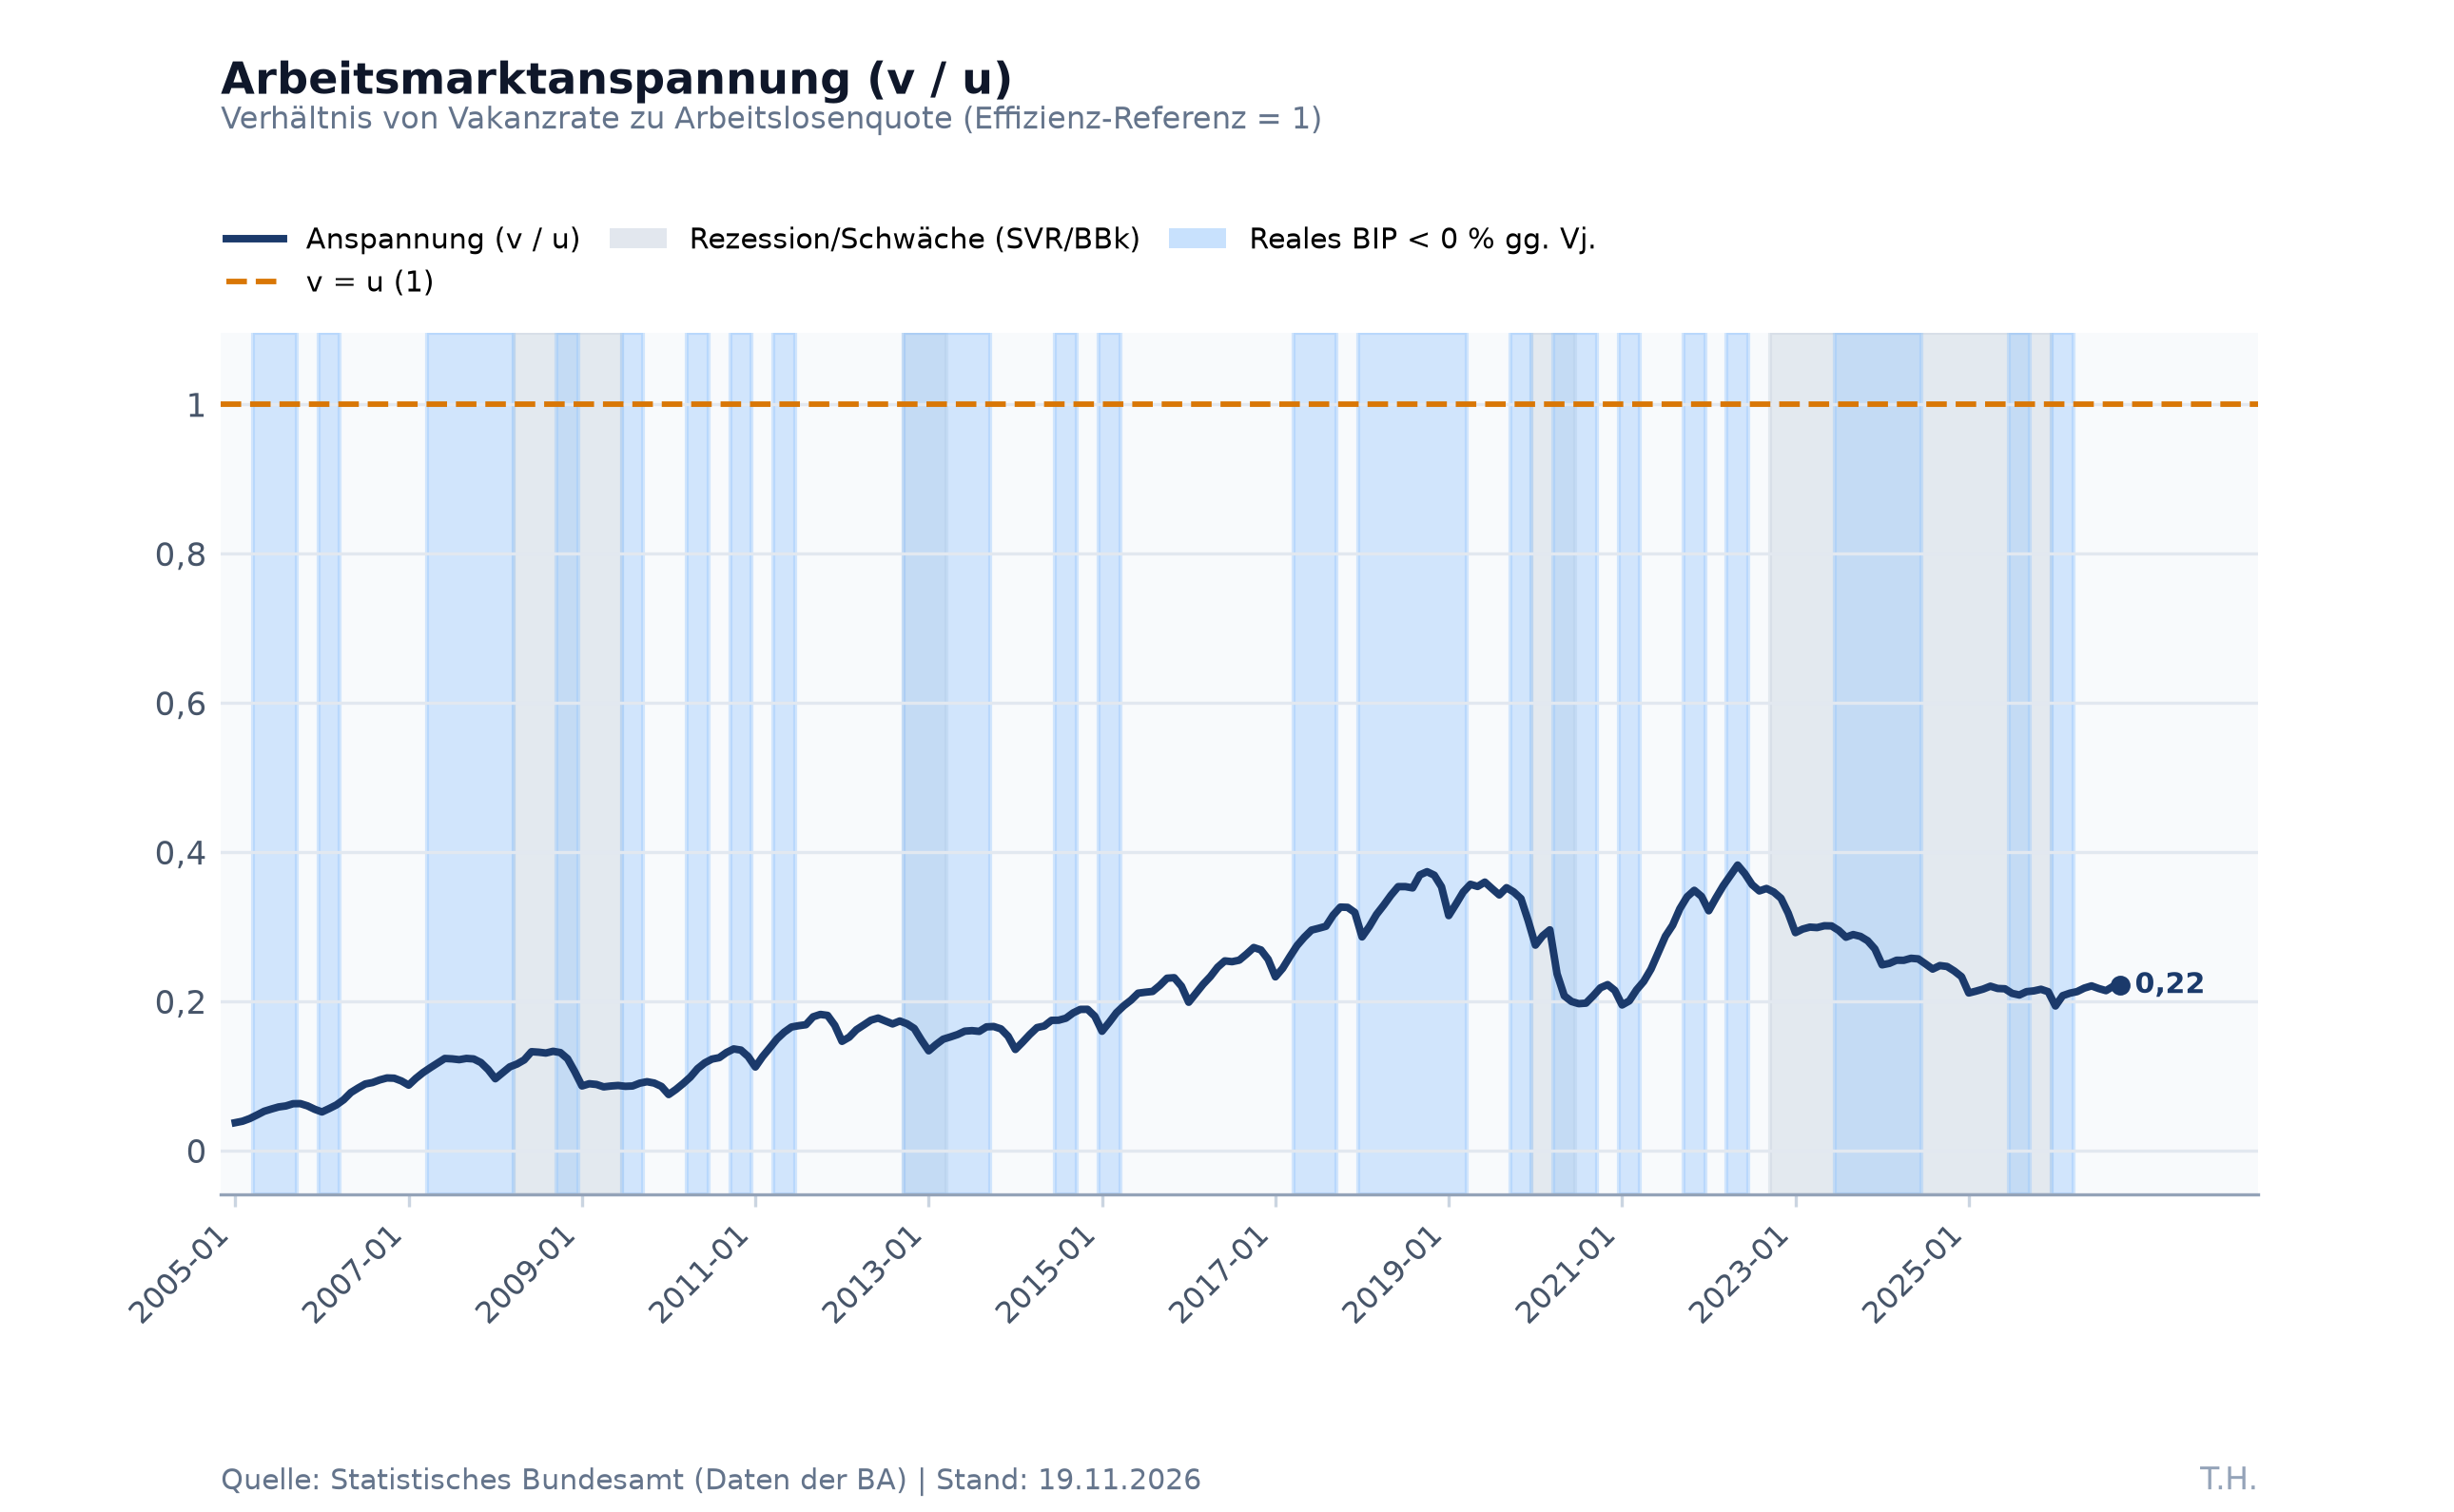 Arbeitsmarktanspannung (v / u)
Verhältnis von Vakanzrate zu Arbeitslosenquote (Effizienz-Referenz = 1)
Anspannung (v / u) Rezession/Schwäche (SVR/BBk) Reales BIP < 0 % gg. Vj.
v = u (1)
1
0,8
0,6
0,4
0,2
0
0,22
2005-01 2007-01 2009-01 2011-01 2013-01 2015-01 2017-01 2019-01 2021-01 2023-01 2025-01
Quelle: Statistisches Bundesamt (Daten der BA) | Stand: 19.11.2026
T.H.